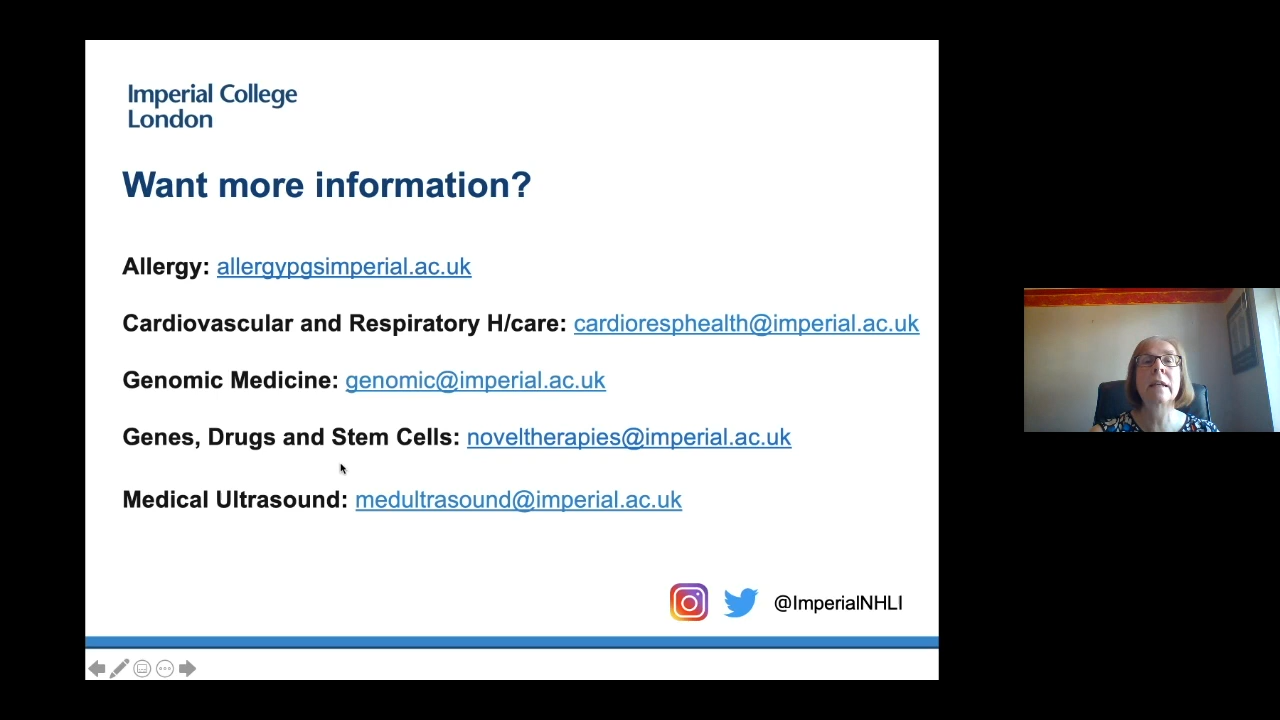 Imperial College
London
Want more information?
Allergy: allergypgsimperial.ac.uk
Cardiovascular and Respiratory H/care: cardioresphealth@imperial.ac.uk
Genomic Medicine: genomic@imperial.ac.uk
Genes, Drugs and Stem Cells: noveltherapies@imperial.ac.uk
Medical Ultrasound: medultrasound@imperial.ac.uk
@ImperialNHLI